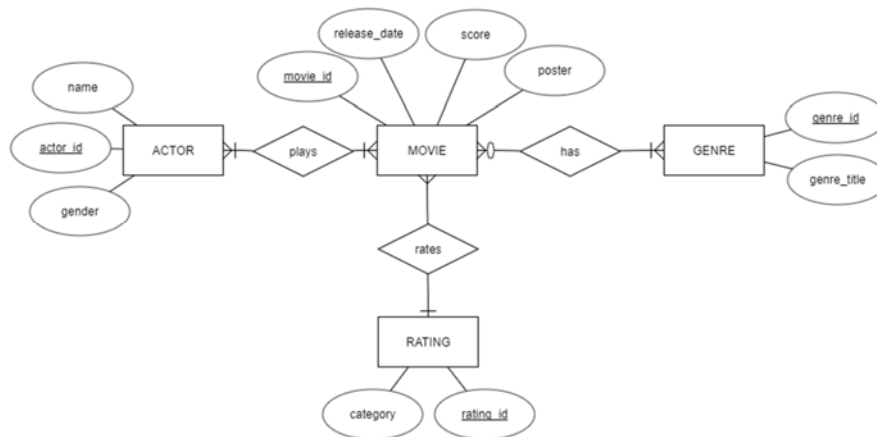 release_date
score
movie_id
poster
name
genre_id
actor_id
ACTOR
plays
MOVIE
has
GENRE
genre_title
gender
rates
RATING
category
rating_id